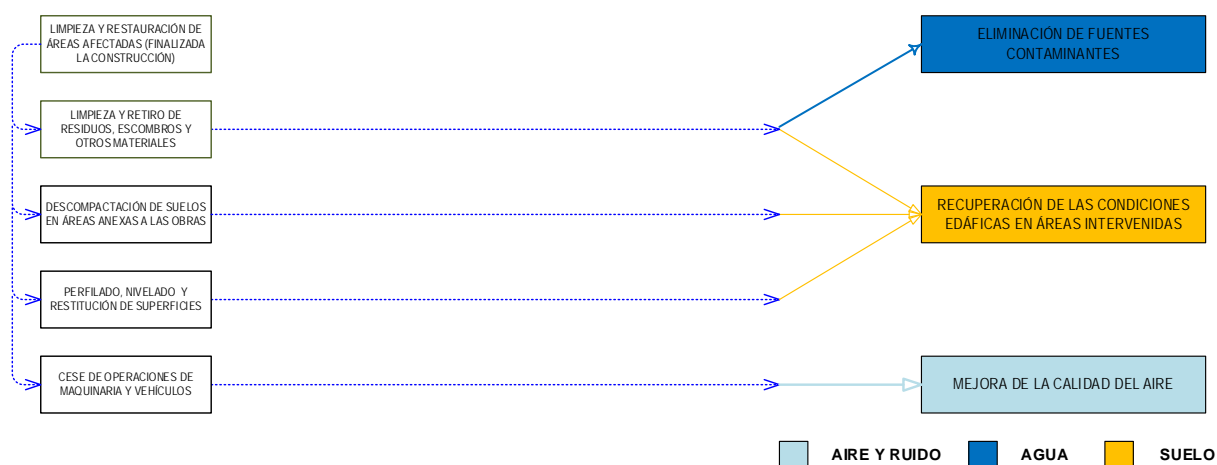 LIMPIEZA Y RESTAURACIÓN DE
ÁREAS AFECTADAS (FINALIZADA
LA CONSTRUCCIÓN)
ELIMINACIÓN DE FUENTES
CONTAMINANTES
LIMPIEZA Y RETIRO DE
RESIDUOS, ESCOMBROS Y
OTROS MATERIALES
DESCOMPACTACIÓN DE SUELOS
EN ÁREAS ANEXAS A LAS OBRAS
RECUPERACIÓN DE LAS CONDICIONES
EDÁFICAS EN ÁREAS INTERVENIDAS
PERFILADO, NIVELADO Y
RESTITUCIÓN DE SUPERFICIES
CESE DE OPERACIONES DE
MAQUINARIA Y VEHÍCULOS
MEJORA DE LA CALIDAD DEL AIRE
AIRE Y RUIDO
AGUA
SUELO